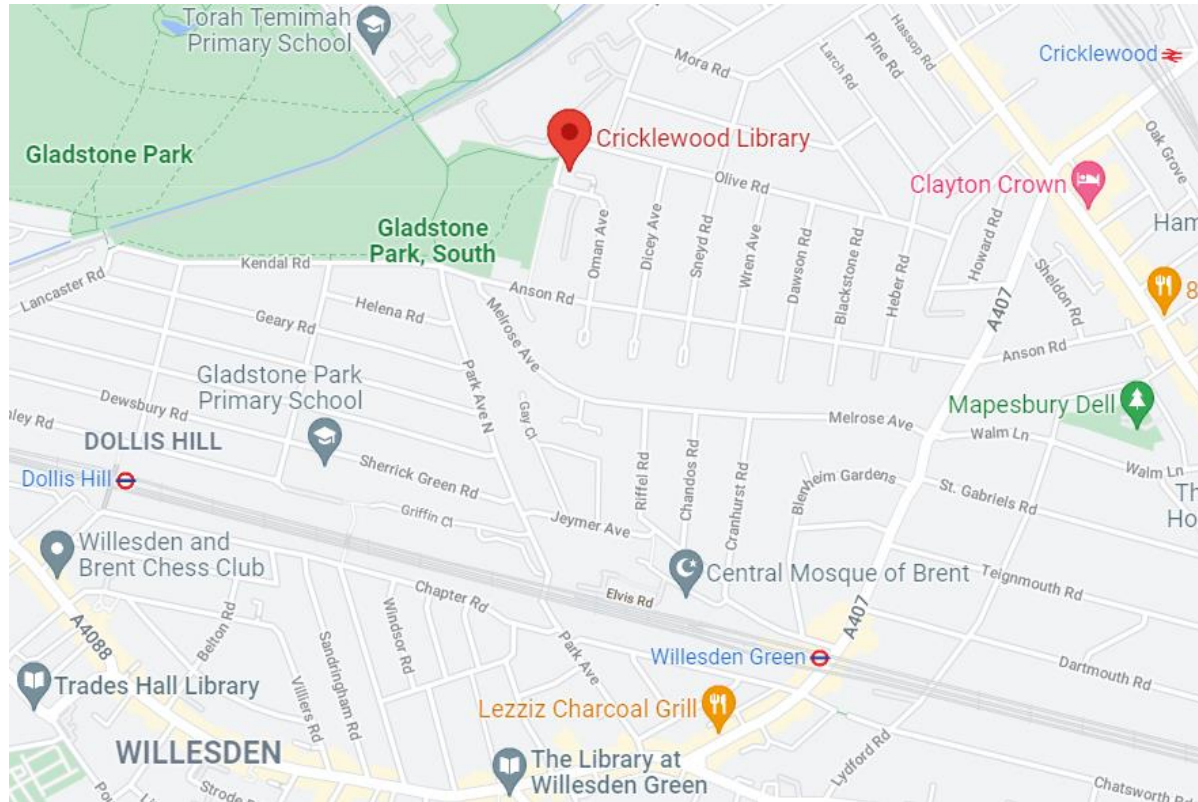 Torah Temimah
Primary School
Mora Rd
Larch Rd
Pine Rd
Hassop Rd
Cricklewood
Oak Grove
Gladstone Park
Cricklewood Library
Olive Rd
Clayton Crown
Ham
Gladstone
Park, South
Oman Ave
Dicey Ave
Sneyd Rd
Wren Ave
Dawson Rd
Blackstone Rd
Heber Rd
Howard Rd
Sheldon Rd
8
Kendal Rd
Lancaster Rd
Helena Rd
Geary Rd
Anson Rd
Melrose Ave
A407
Anson Rd
Gladstone Park
Primary School
Park Ave N
Gay Cl
Dewsbury Rd
nley Rd
DOLLIS HILL
Dollis Hill
Sherrick Green Rd
Riffel Rd
Chandos Rd
Cranhurst Rd
Melrose Ave
Mapesbury Dell
Walm Ln
Walm Ln
Blenheim Gardens
St. Gabriels Rd
Th
Ho
Griffin Cl
Jeymer Ave
Willesden and
Brent Chess Club
Central Mosque of Brent
Teignmouth Rd
Elvis Rd
Chapter Rd
A407
A4088
Belton Rd
Windsor Rd
Sandringham Rd
Villiers Rd
Park Ave
Willesden Green
Dartmouth Rd
Trades Hall Library
Lezziz Charcoal Grill
WILLESDEN
The Library at
Willesden Green
Lydford Rd
Strode
Chatsworth Rd